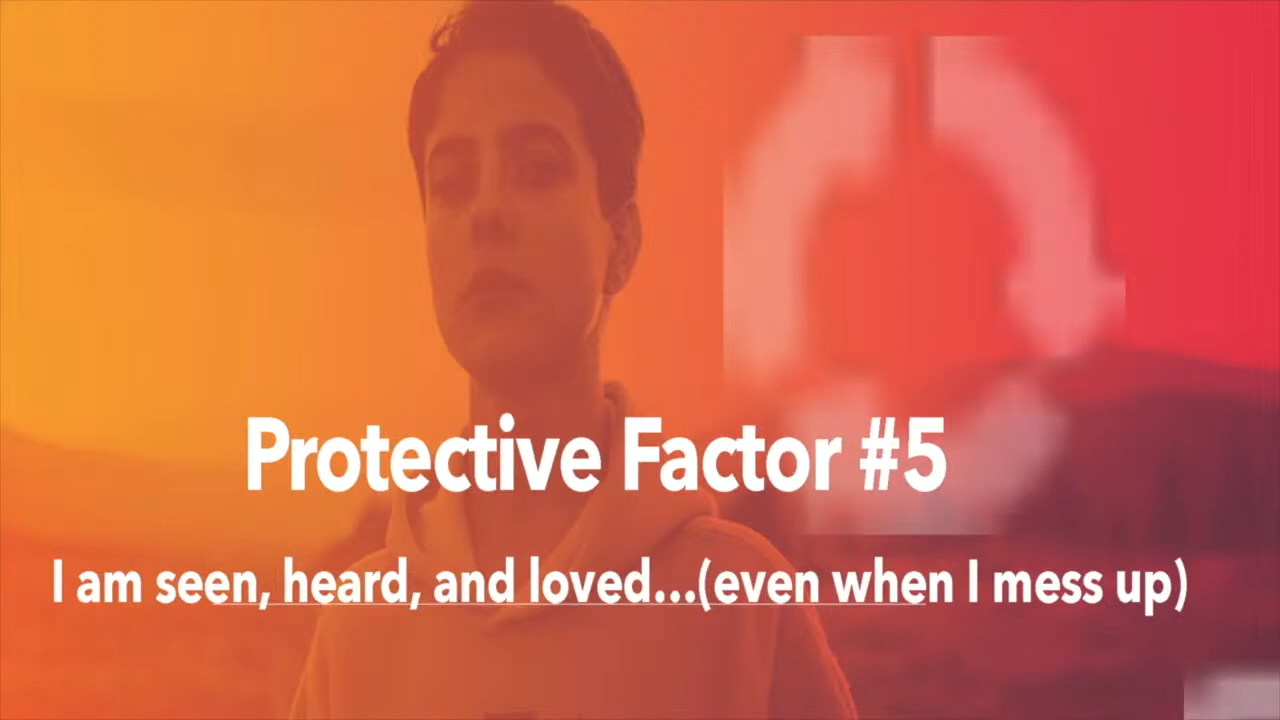 Protective Factor #5
I am seen, heard, and loved...(even when I mess up)